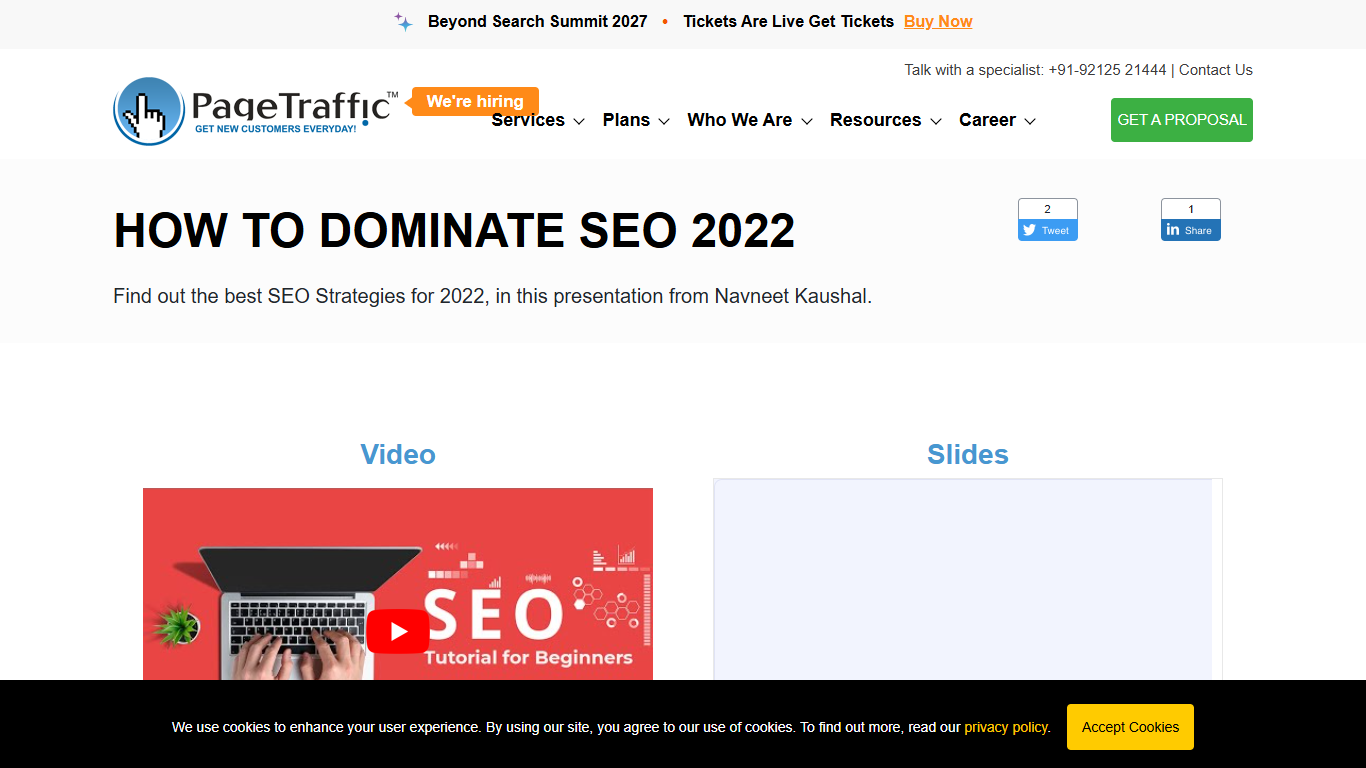 Beyond Search Summit 2027 • Tickets Are Live Get Tickets Buy Now
Talk with a specialist: +91-92125 21444 | Contact Us
PageTraffic™
GET NEW CUSTOMERS EVERYDAY!
We're hiring
Services Plans Who We Are Resources Career
GET A PROPOSAL
HOW TO DOMINATE SEO 2022
2
Tweet
1
in Share
Find out the best SEO Strategies for 2022, in this presentation from Navneet Kaushal.
Video
Slides
SEO
Tutorial for Beginners
We use cookies to enhance your user experience. By using our site, you agree to our use of cookies. To find out more, read our privacy policy.
Accept Cookies